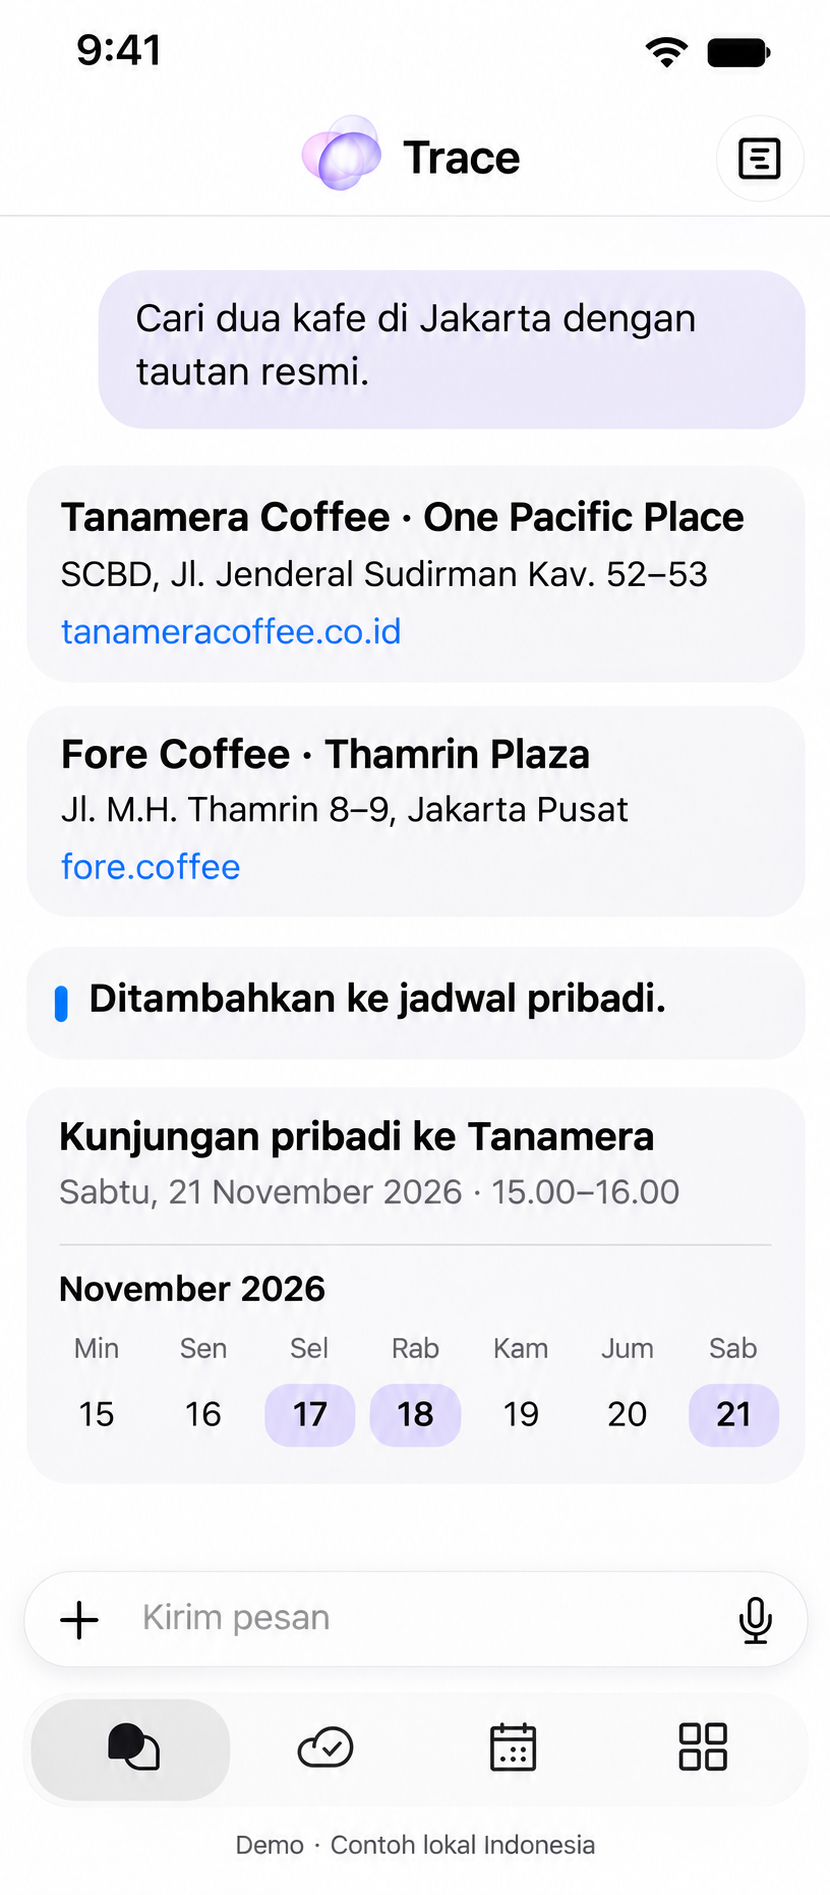 9:41
Trace
Cari dua kafe di Jakarta dengan
tautan resmi.
Tanamera Coffee · One Pacific Place
SCBD, Jl. Jenderal Sudirman Kav. 52–53
tanameracoffee.co.id
Fore Coffee · Thamrin Plaza
Jl. M.H. Thamrin 8–9, Jakarta Pusat
fore.coffee
Ditambahkan ke jadwal pribadi.
Kunjungan pribadi ke Tanamera
Sabtu, 21 November 2026 · 15.00–16.00
November 2026
Min Sen Sel Rab Kam Jum Sab
15 16 17 18 19 20 21
Kirim pesan
Demo · Contoh lokal Indonesia